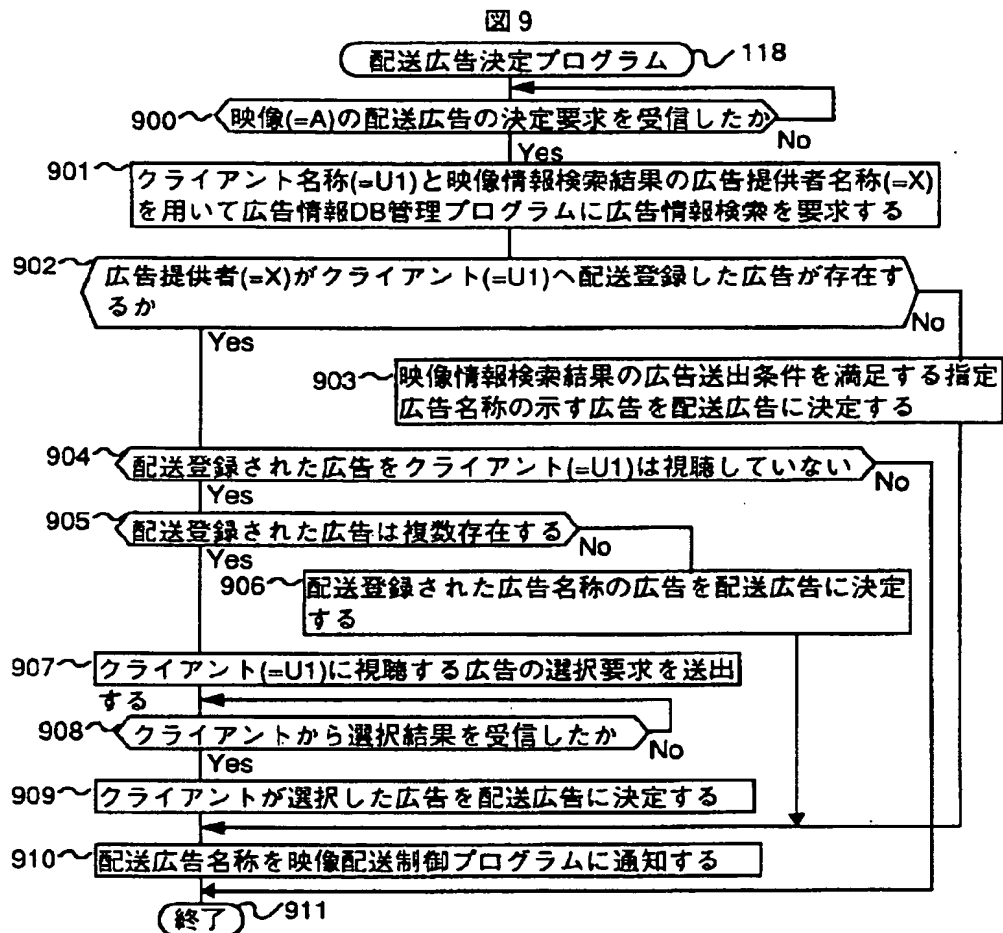 図9
配送広告決定プログラム
118
900
映像(=A)の配送広告の決定要求を受信したか
No
Yes
901
クライアント名称(=U1)と映像情報検索結果の広告提供者名称(=X)
を用いて広告情報DB管理プログラムに広告情報検索を要求する
902
広告提供者(=X)がクライアント(=U1)へ配送登録した広告が存在す
るか
No
Yes
903
映像情報検索結果の広告送出条件を満足する指定
広告名称の示す広告を配送広告に決定する
904
配送登録された広告をクライアント(=U1)は視聴していない
No
Yes
905
配送登録された広告は複数存在する
No
Yes
906
配送登録された広告名称の広告を配送広告に決定
する
907
クライアント(=U1)に視聴する広告の選択要求を送出
する
908
クライアントから選択結果を受信したか
No
Yes
909
クライアントが選択した広告を配送広告に決定する
910
配送広告名称を映像配送制御プログラムに通知する
終了
911